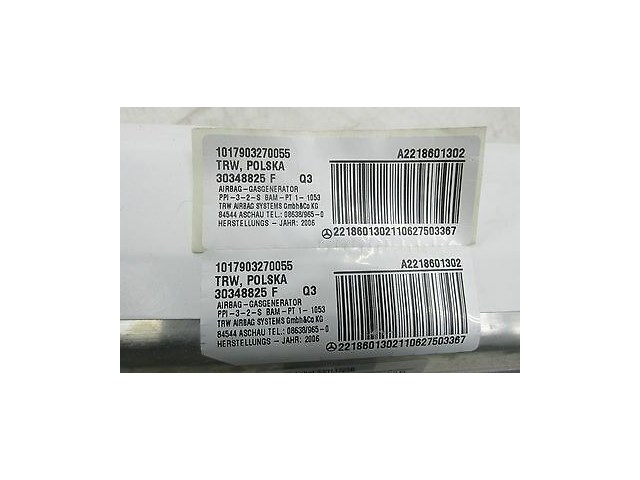 1017903270055 A2218601302
TRW, POLSKA
30348825 F Q3
AIRBAG-GASGENERATOR
PPI-3-2-S BAM-PT 1- 1053
TRW AIRBAG SYSTEMS Gmbh&Co KG
84544 ASCHAU TEL.: 08638/965-0
HERSTELLUNGS - JAHR: 2006 2218601302110627503367
1017903270055 A2218601302
TRW, POLSKA
30348825 F Q3
AIRBAG-GASGENERATOR
PPI-3-2-S BAM-PT 1- 1053
TRW AIRBAG SYSTEMS Gmbh&Co KG
84544 ASCHAU TEL.: 08638/965-0
HERSTELLUNGS - JAHR: 2006 2218601302110627503367